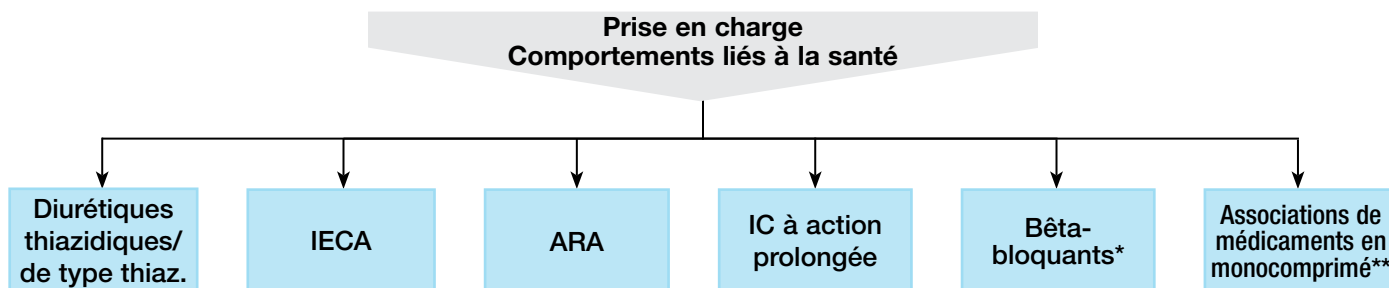 Prise en charge
Comportements liés à la santé
Diurétiques
thiazidiques/
de type thiaz.
IECA
ARA
IC à action
prolongée
Bêta-
bloquants*
Associations de
médicaments en
monocomprimé**